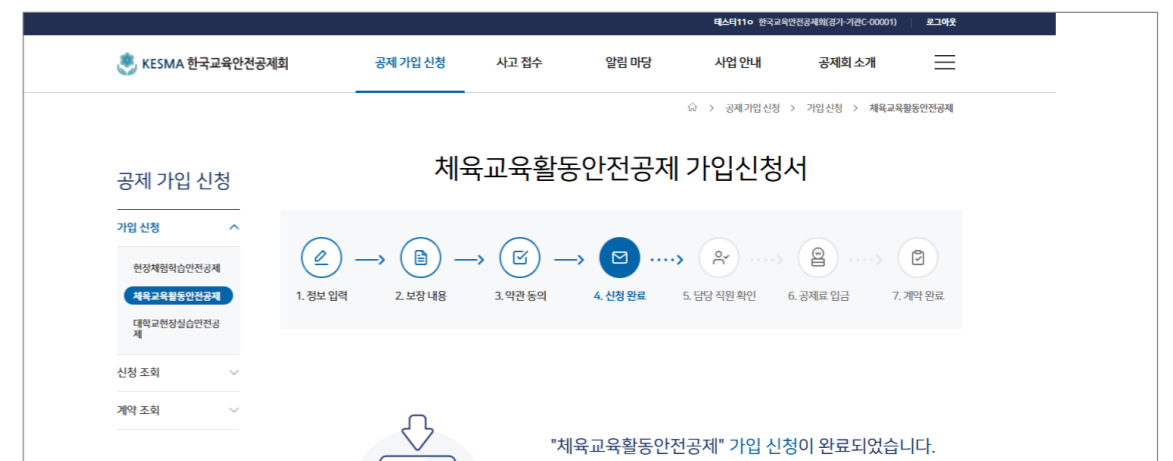 테스터11ㅇ 한국교육안전공제회(경기-기관C-00001) 로그아웃
KESMA 한국교육안전공제회 공제 가입 신청 사고 접수 알림 마당 사업 안내 공제회 소개
> 공제 가입 신청 > 가입 신청 > 체육교육활동안전공제
체육교육활동안전공제 가입신청서
공제 가입 신청
가입 신청
현장체험학습안전공제
체육교육활동안전공제
대학교현장실습안전공
제
신청 조회
계약 조회
1. 정보 입력 2. 보장 내용 3. 약관 동의 4. 신청 완료 5. 담당 직원 확인 6. 공제료 입금 7. 계약 완료
"체육교육활동안전공제" 가입 신청이 완료되었습니다.